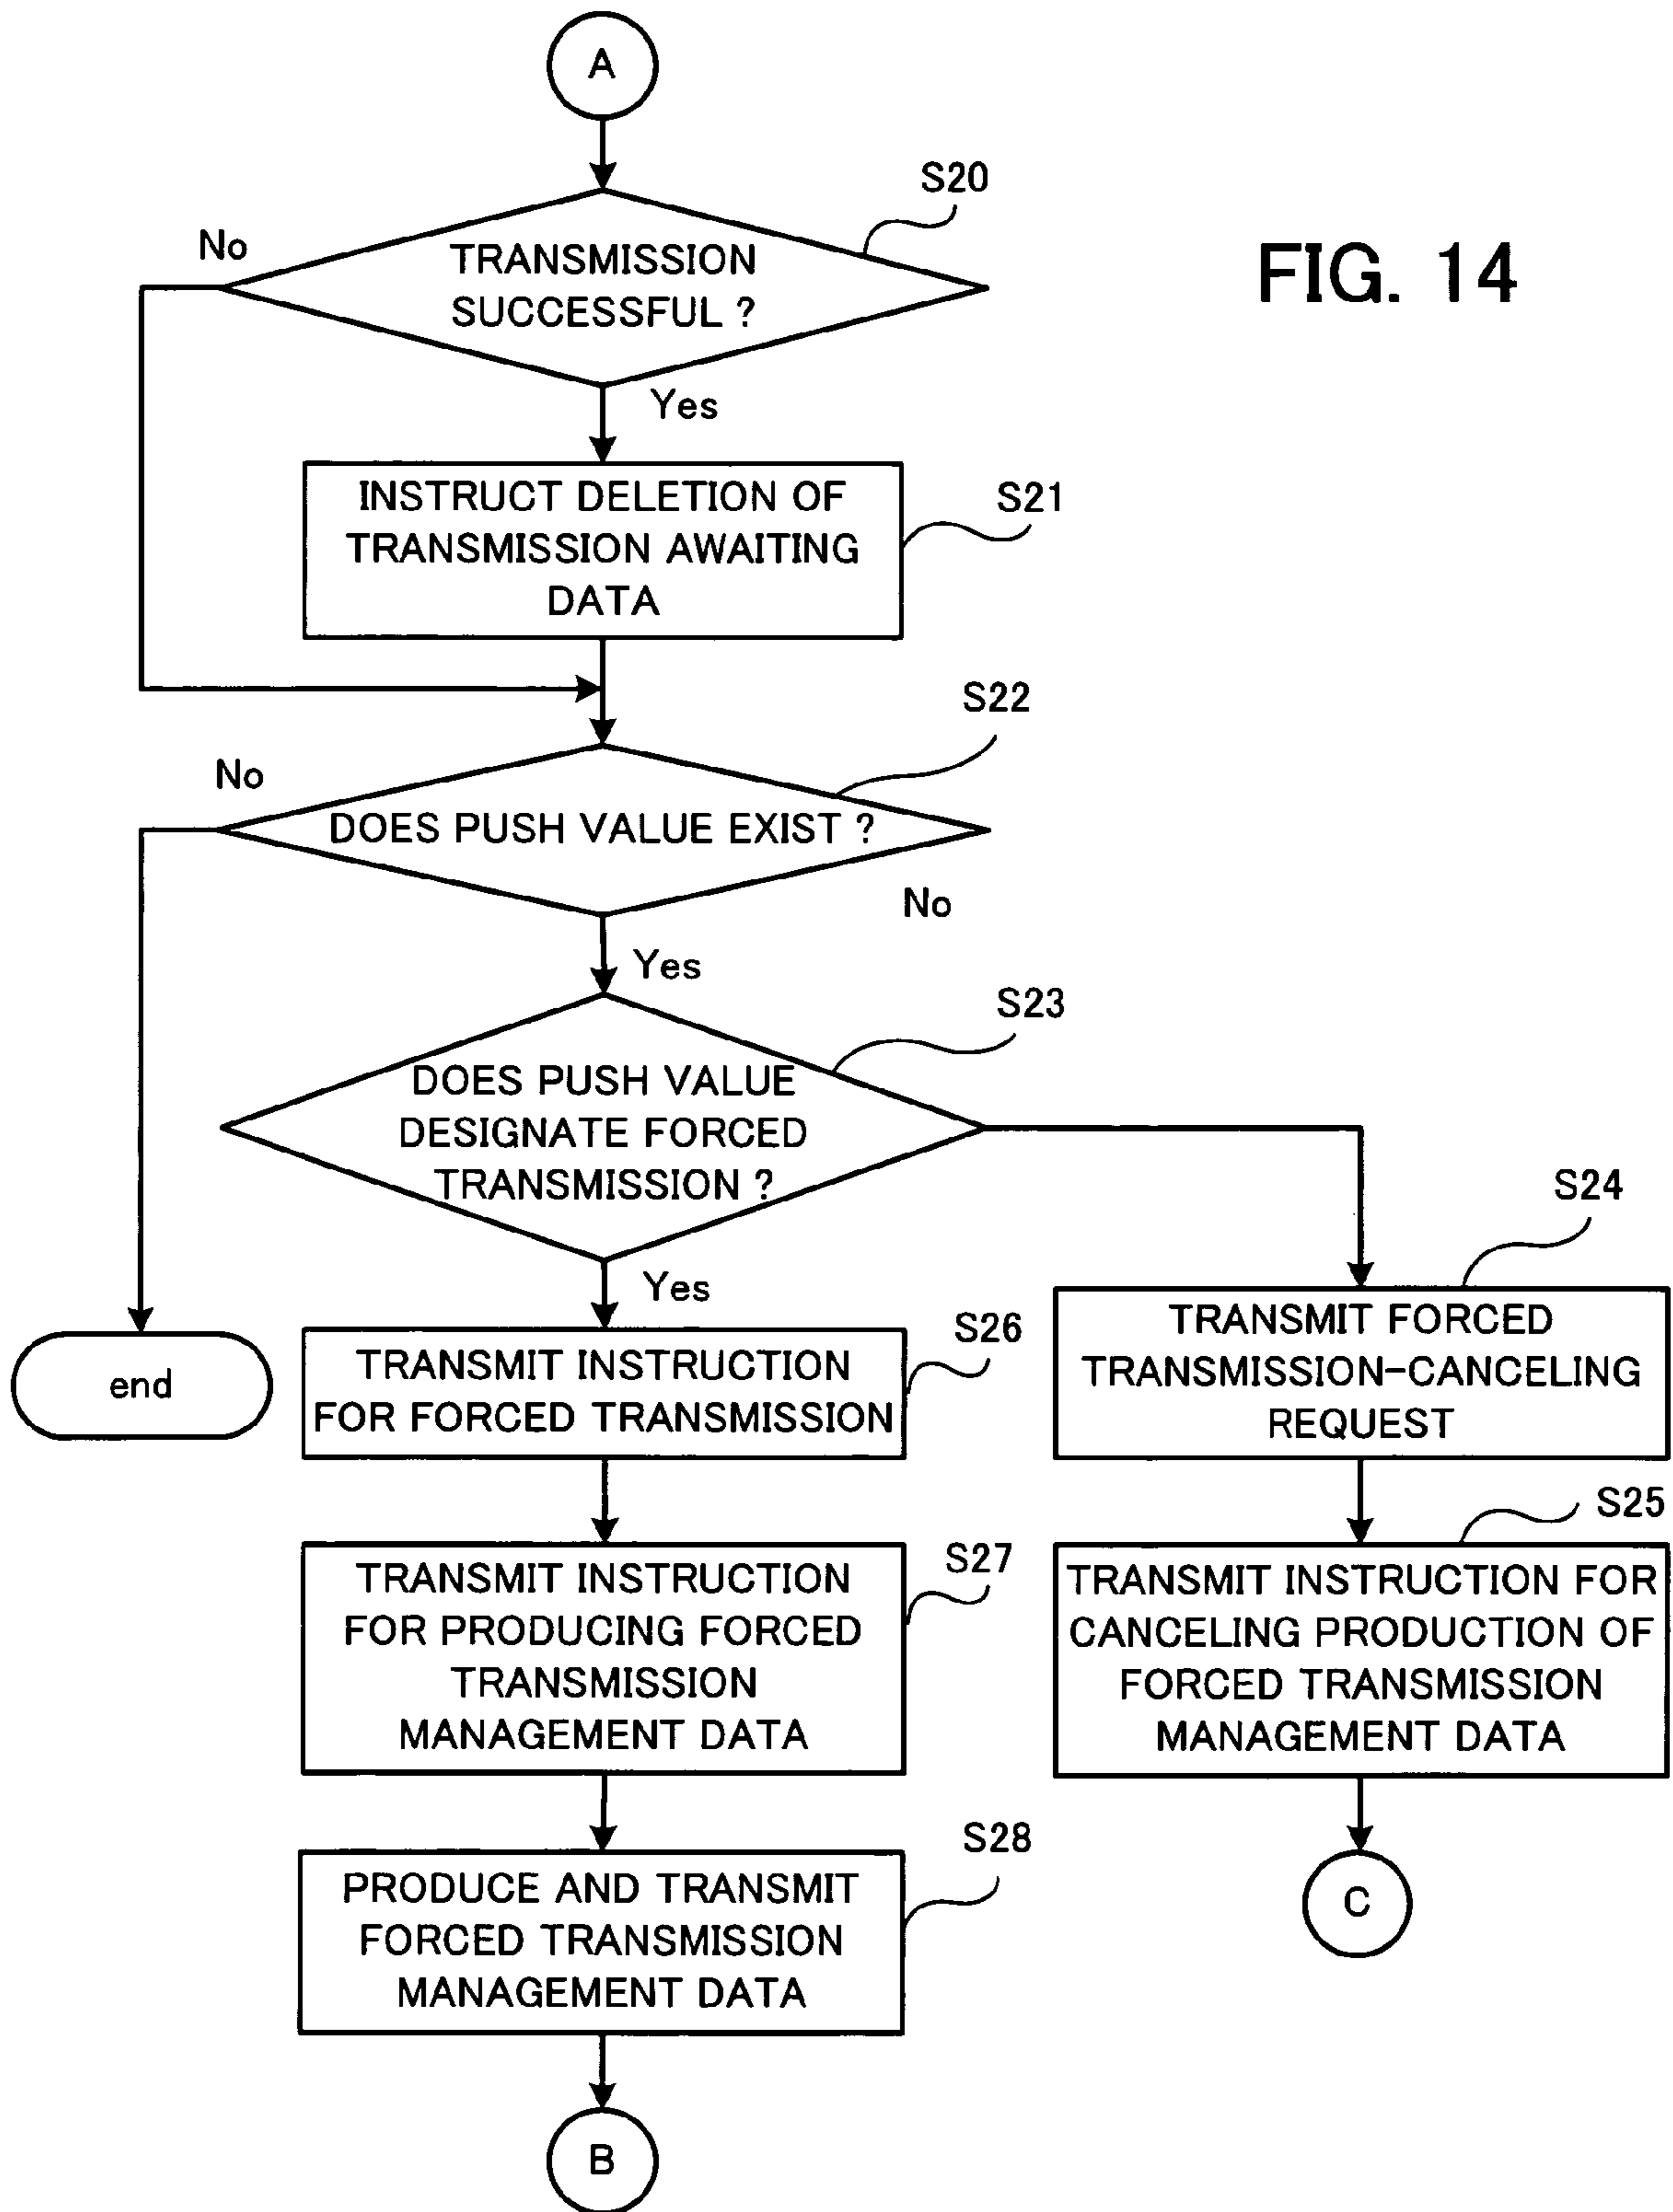 A
S20
No
TRANSMISSION
SUCCESSFUL ?
FIG. 14
Yes
INSTRUCT DELETION OF
TRANSMISSION AWAITING
DATA
S21
S22
No
DOES PUSH VALUE EXIST ?
No
Yes
S23
DOES PUSH VALUE
DESIGNATE FORCED
TRANSMISSION ?
Yes
S24
TRANSMIT FORCED
TRANSMISSION-CANCELING
REQUEST
end
S26
TRANSMIT INSTRUCTION
FOR FORCED TRANSMISSION
S25
TRANSMIT INSTRUCTION FOR
CANCELING PRODUCTION OF
FORCED TRANSMISSION
MANAGEMENT DATA
S27
TRANSMIT INSTRUCTION
FOR PRODUCING FORCED
TRANSMISSION
MANAGEMENT DATA
S28
PRODUCE AND TRANSMIT
FORCED TRANSMISSION
MANAGEMENT DATA
C
B